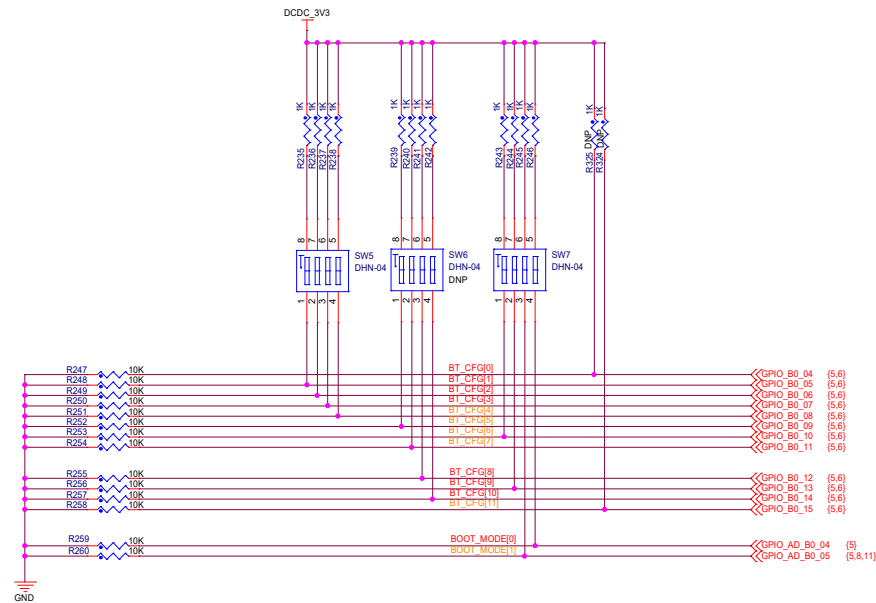 DCDC_3V3
1K 1K 1K 1K 1K 1K 1K 1K 1K 1K 1K 1K 1K 1K
R235 R236 R237 R238 R239 R240 R241 R242 R243 R244 R245 R246 R325 DNP R324 DNP
8 7 6 5 8 7 6 5 8 7 6 5
SW5 SW6 SW7
DHN-04 DHN-04 DHN-04
DNP
1 2 3 4 1 2 3 4 1 2 3 4
R247 10K BT_CFG[0] GPIO_B0_04 {5,6}
R248 10K BT_CFG[1] GPIO_B0_05 {5,6}
R249 10K BT_CFG[2] GPIO_B0_06 {5,6}
R250 10K BT_CFG[3] GPIO_B0_07 {5,6}
R251 10K BT_CFG[4] GPIO_B0_08 {5,6}
R252 10K BT_CFG[5] GPIO_B0_09 {5,6}
R253 10K BT_CFG[6] GPIO_B0_10 {5,6}
R254 10K BT_CFG[7] GPIO_B0_11 {5,6}
R255 10K BT_CFG[8] GPIO_B0_12 {5,6}
R256 10K BT_CFG[9] GPIO_B0_13 {5,6}
R257 10K BT_CFG[10] GPIO_B0_14 {5,6}
R258 10K BT_CFG[11] GPIO_B0_15 {5,6}
R259 10K BOOT_MODE[0] GPIO_AD_B0_04 {5}
R260 10K BOOT_MODE[1] GPIO_AD_B0_05 {5,8,11}
GND